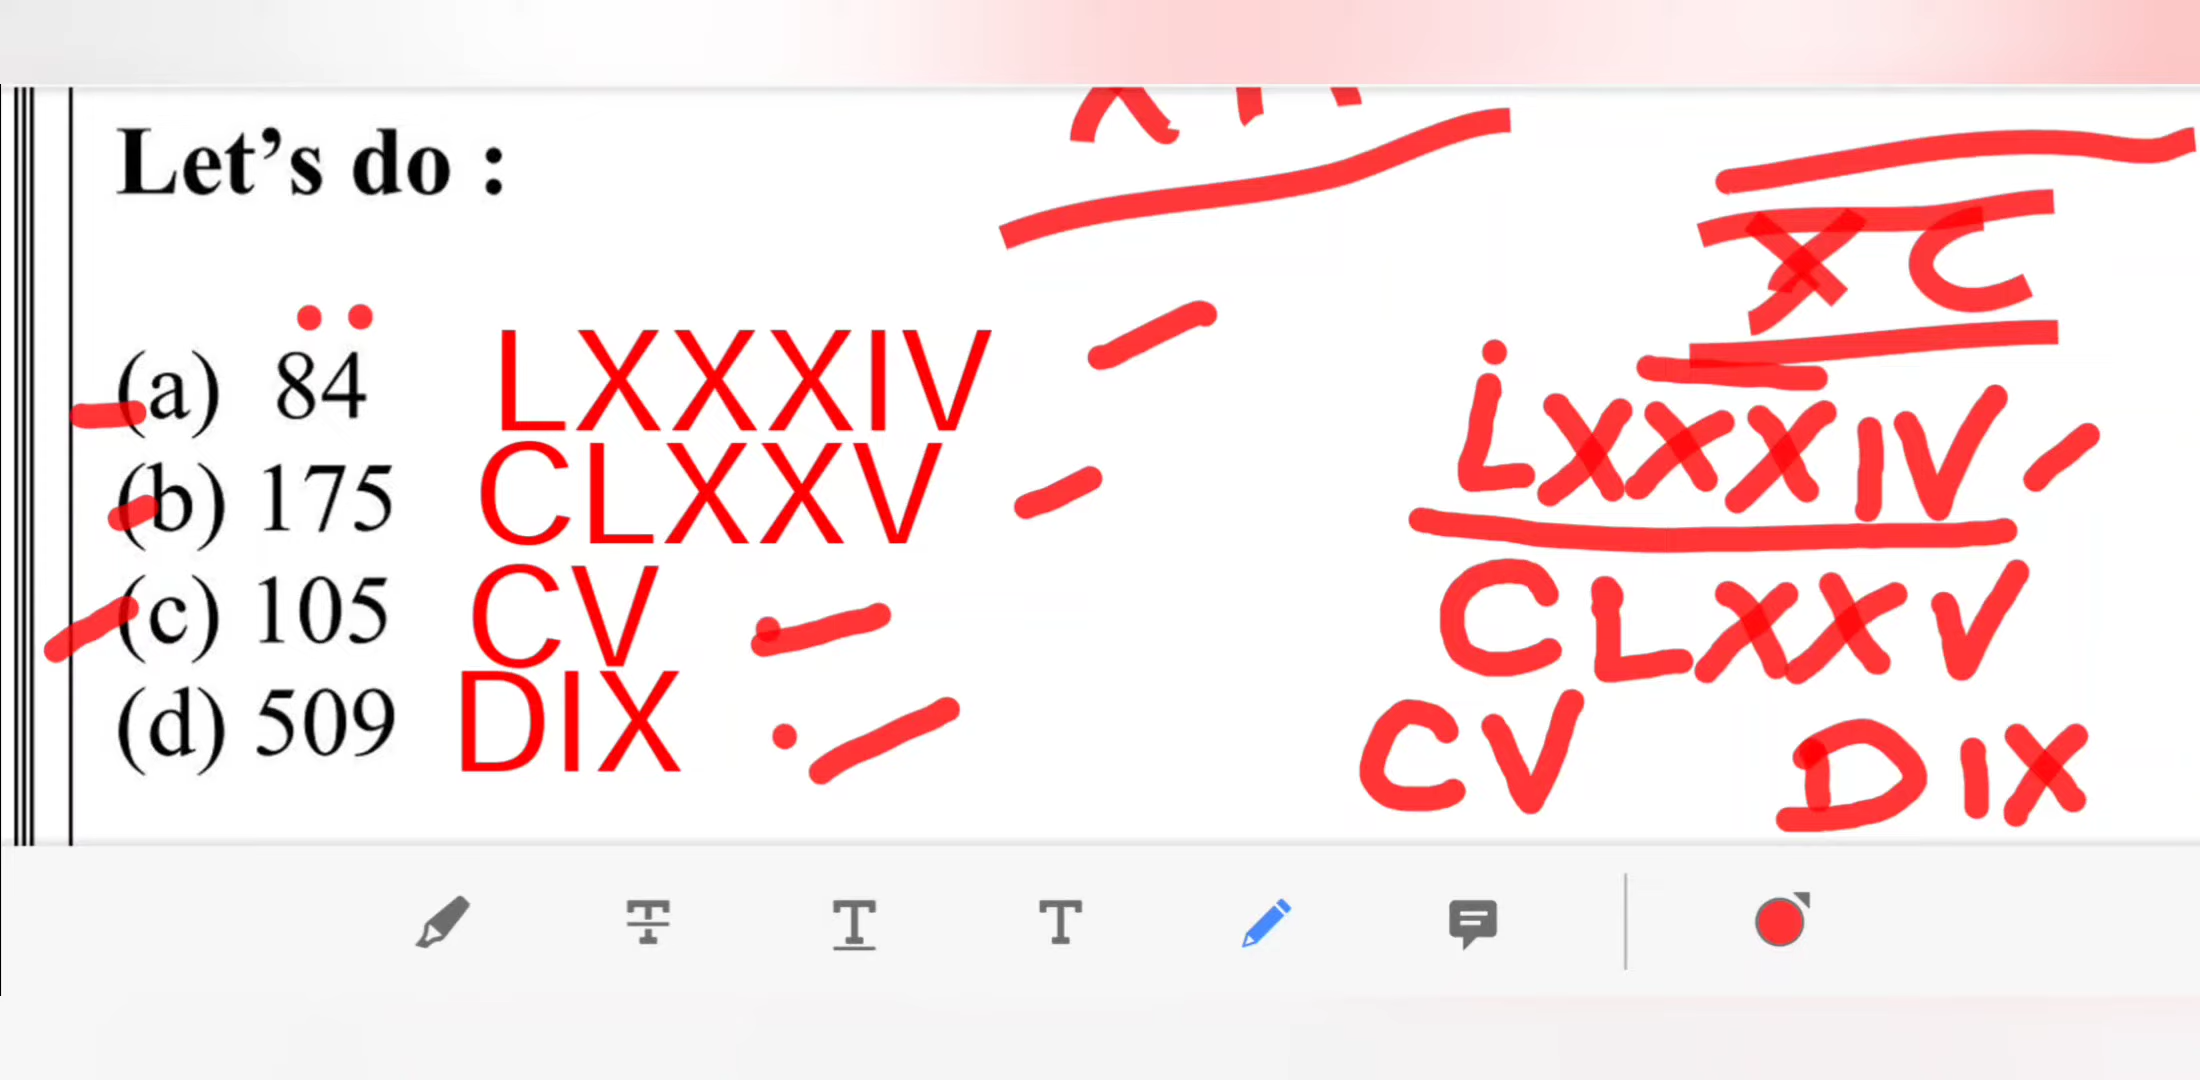 Let's do :
XC
(a) 84 LXXXIV LXXXIV
(b) 175 CLXXV CLXXV
(c) 105 CV
(d) 509 DIX CV DIX